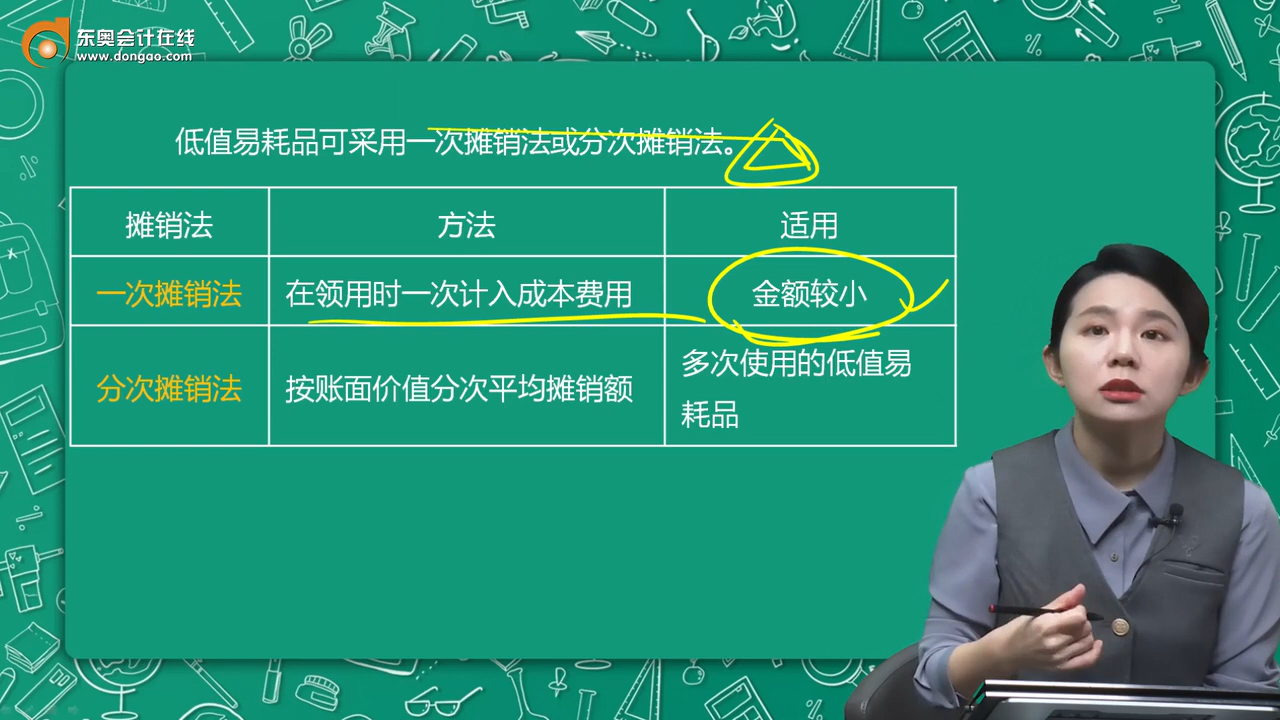 东奥会计在线
www.dongao.com
低值易耗品可采用一次摊销法或分次摊销法。
摊销法 方法 适用
一次摊销法 在领用时一次计入成本费用 金额较小
分次摊销法 按账面价值分次平均摊销额 多次使用的低值易
耗品